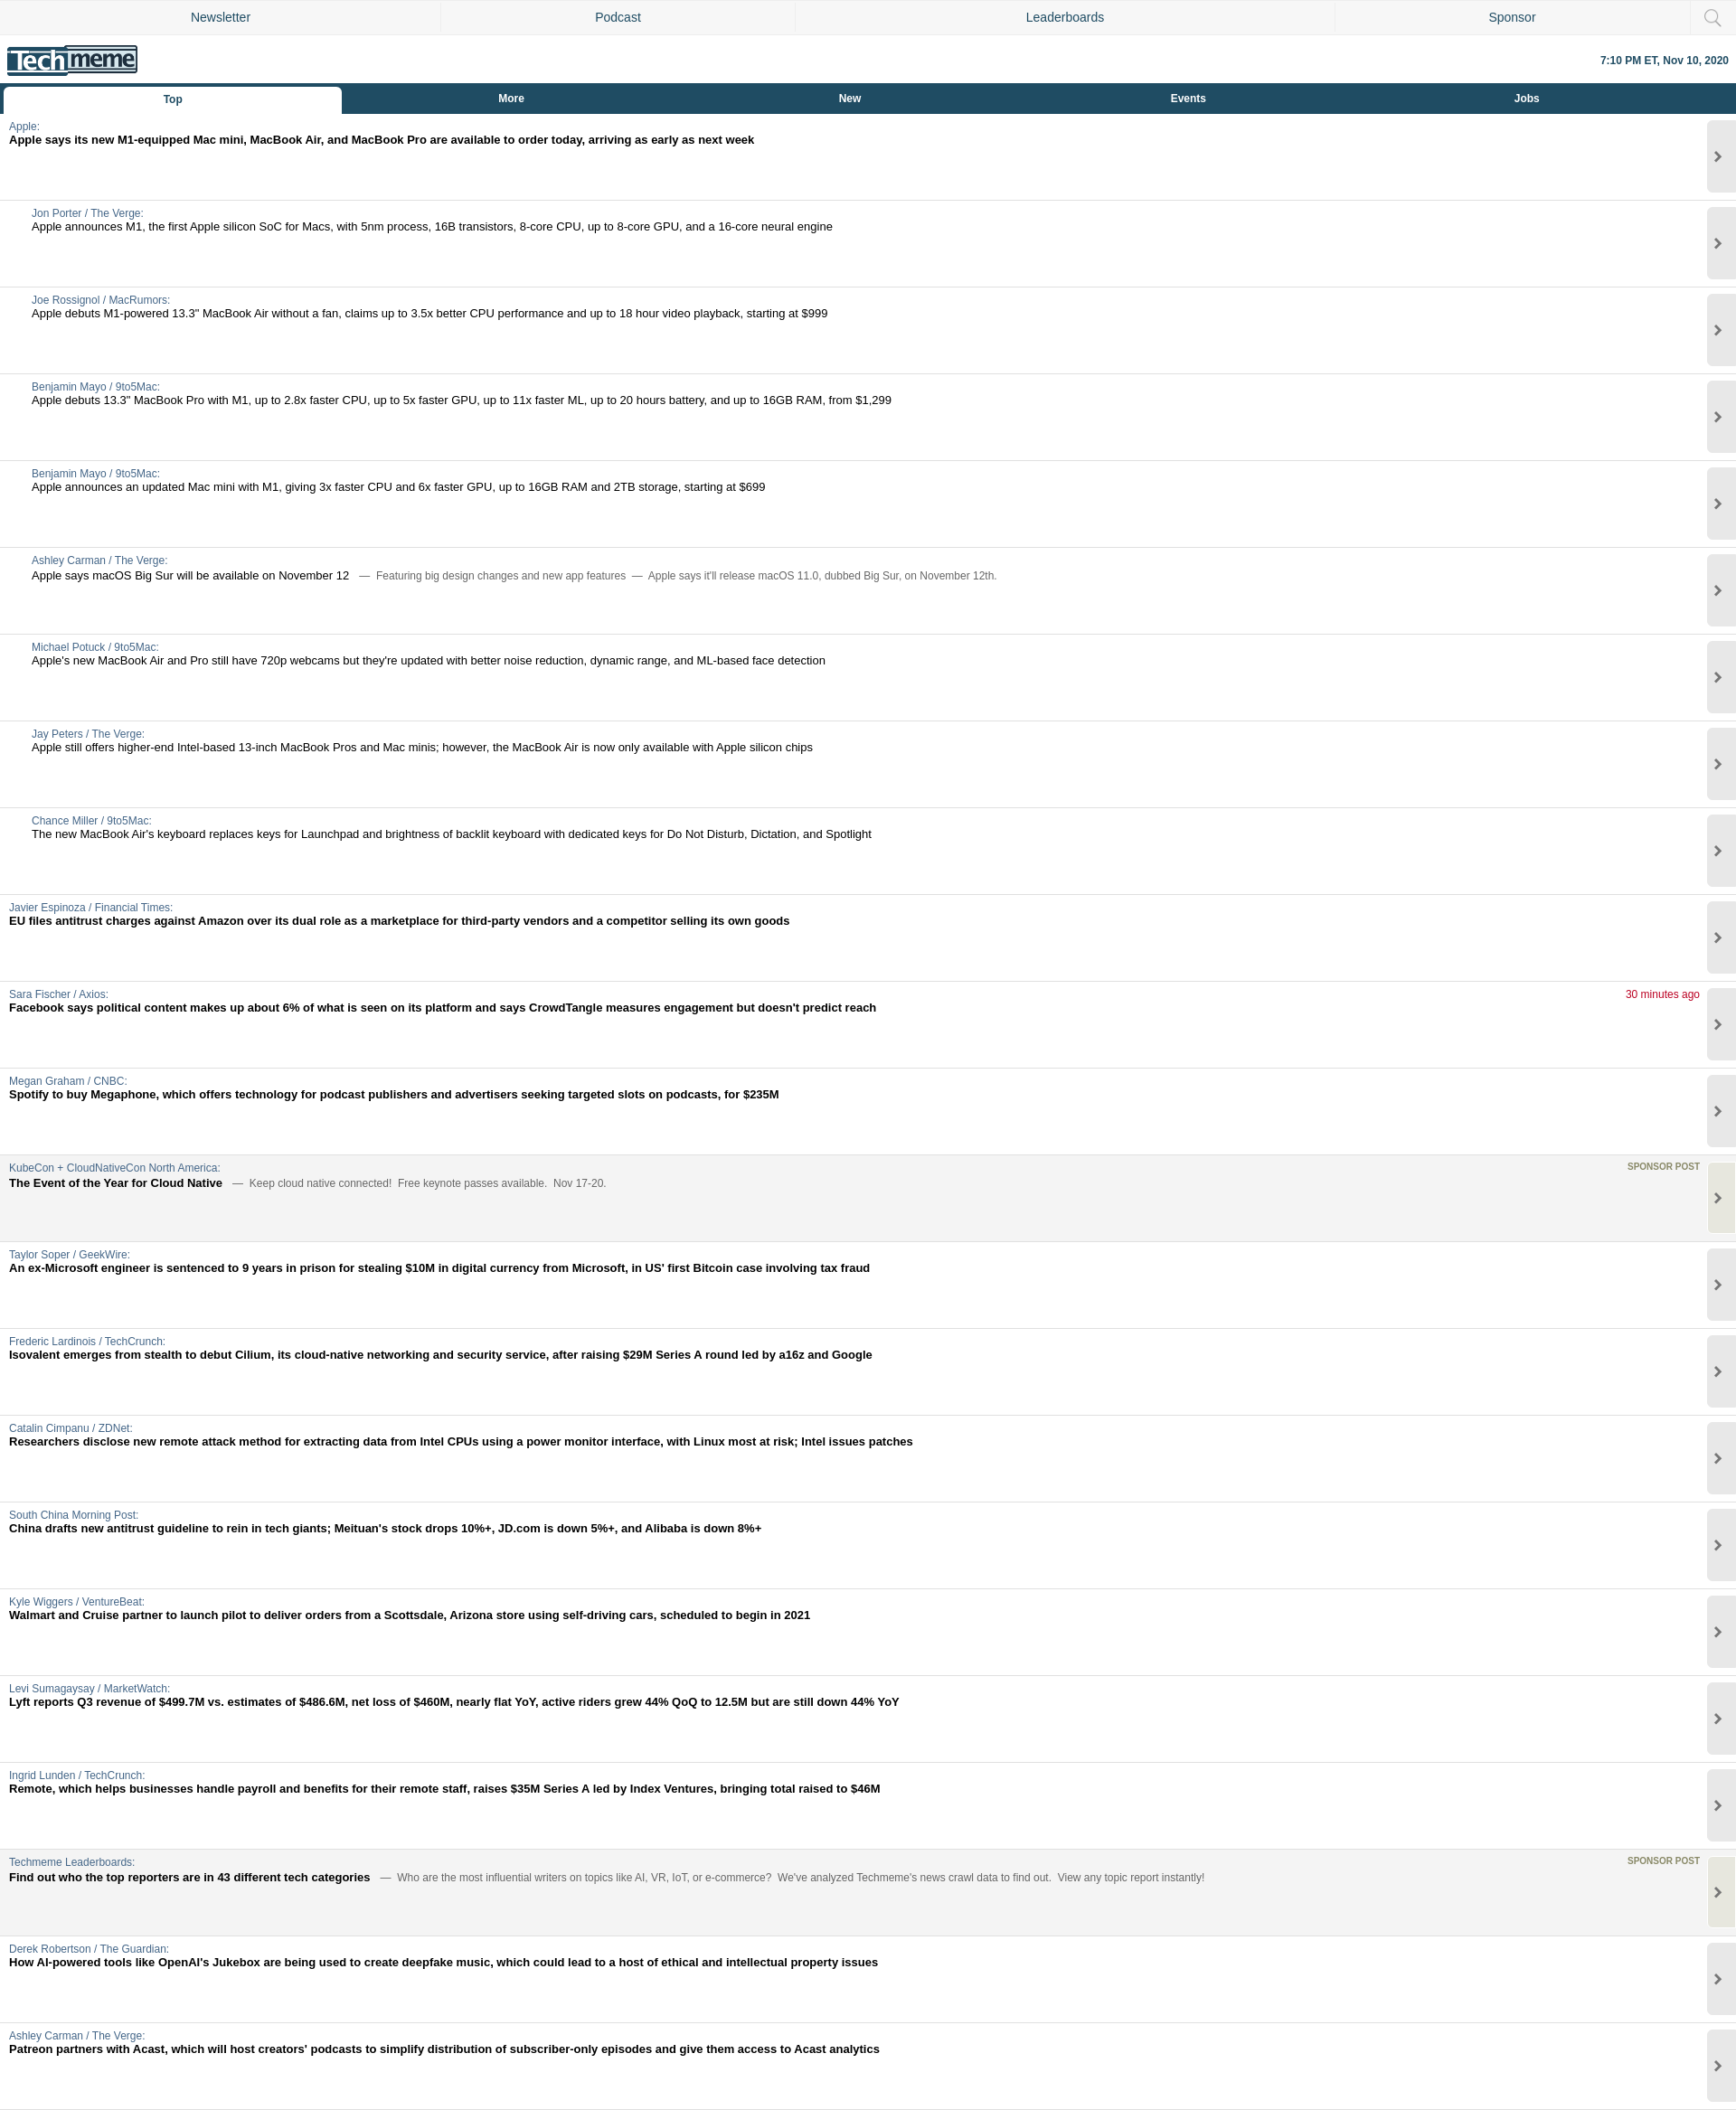 Newsletter Podcast Leaderboards Sponsor
Techmeme
7:10 PM ET, Nov 10, 2020
Top More New Events Jobs
Apple:
Apple says its new M1-equipped Mac mini, MacBook Air, and MacBook Pro are available to order today, arriving as early as next week
Jon Porter / The Verge:
Apple announces M1, the first Apple silicon SoC for Macs, with 5nm process, 16B transistors, 8-core CPU, up to 8-core GPU, and a 16-core neural engine
Joe Rossignol / MacRumors:
Apple debuts M1-powered 13.3" MacBook Air without a fan, claims up to 3.5x better CPU performance and up to 18 hour video playback, starting at $999
Benjamin Mayo / 9to5Mac:
Apple debuts 13.3" MacBook Pro with M1, up to 2.8x faster CPU, up to 5x faster GPU, up to 11x faster ML, up to 20 hours battery, and up to 16GB RAM, from $1,299
Benjamin Mayo / 9to5Mac:
Apple announces an updated Mac mini with M1, giving 3x faster CPU and 6x faster GPU, up to 16GB RAM and 2TB storage, starting at $699
Ashley Carman / The Verge:
Apple says macOS Big Sur will be available on November 12 — Featuring big design changes and new app features — Apple says it'll release macOS 11.0, dubbed Big Sur, on November 12th.
Michael Potuck / 9to5Mac:
Apple's new MacBook Air and Pro still have 720p webcams but they're updated with better noise reduction, dynamic range, and ML-based face detection
Jay Peters / The Verge:
Apple still offers higher-end Intel-based 13-inch MacBook Pros and Mac minis; however, the MacBook Air is now only available with Apple silicon chips
Chance Miller / 9to5Mac:
The new MacBook Air's keyboard replaces keys for Launchpad and brightness of backlit keyboard with dedicated keys for Do Not Disturb, Dictation, and Spotlight
Javier Espinoza / Financial Times:
EU files antitrust charges against Amazon over its dual role as a marketplace for third-party vendors and a competitor selling its own goods
Sara Fischer / Axios: 30 minutes ago
Facebook says political content makes up about 6% of what is seen on its platform and says CrowdTangle measures engagement but doesn't predict reach
Megan Graham / CNBC:
Spotify to buy Megaphone, which offers technology for podcast publishers and advertisers seeking targeted slots on podcasts, for $235M
KubeCon + CloudNativeCon North America: SPONSOR POST
The Event of the Year for Cloud Native — Keep cloud native connected! Free keynote passes available. Nov 17-20.
Taylor Soper / GeekWire:
An ex-Microsoft engineer is sentenced to 9 years in prison for stealing $10M in digital currency from Microsoft, in US' first Bitcoin case involving tax fraud
Frederic Lardinois / TechCrunch:
Isovalent emerges from stealth to debut Cilium, its cloud-native networking and security service, after raising $29M Series A round led by a16z and Google
Catalin Cimpanu / ZDNet:
Researchers disclose new remote attack method for extracting data from Intel CPUs using a power monitor interface, with Linux most at risk; Intel issues patches
South China Morning Post:
China drafts new antitrust guideline to rein in tech giants; Meituan's stock drops 10%+, JD.com is down 5%+, and Alibaba is down 8%+
Kyle Wiggers / VentureBeat:
Walmart and Cruise partner to launch pilot to deliver orders from a Scottsdale, Arizona store using self-driving cars, scheduled to begin in 2021
Levi Sumagaysay / MarketWatch:
Lyft reports Q3 revenue of $499.7M vs. estimates of $486.6M, net loss of $460M, nearly flat YoY, active riders grew 44% QoQ to 12.5M but are still down 44% YoY
Ingrid Lunden / TechCrunch:
Remote, which helps businesses handle payroll and benefits for their remote staff, raises $35M Series A led by Index Ventures, bringing total raised to $46M
Techmeme Leaderboards: SPONSOR POST
Find out who the top reporters are in 43 different tech categories — Who are the most influential writers on topics like AI, VR, IoT, or e-commerce? We've analyzed Techmeme's news crawl data to find out. View any topic report instantly!
Derek Robertson / The Guardian:
How AI-powered tools like OpenAI's Jukebox are being used to create deepfake music, which could lead to a host of ethical and intellectual property issues
Ashley Carman / The Verge:
Patreon partners with Acast, which will host creators' podcasts to simplify distribution of subscriber-only episodes and give them access to Acast analytics